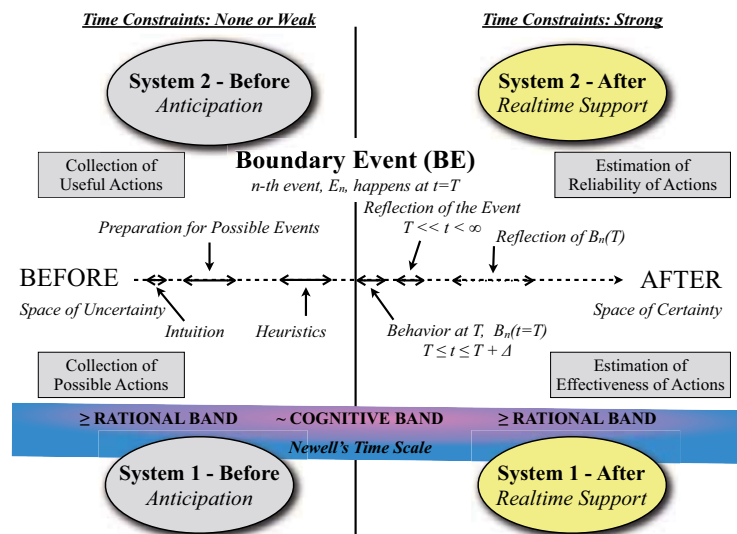 Time Constraints: None or Weak
Time Constraints: Strong
System 2 - Before
Anticipation
System 2 - After
Realtime Support
Boundary Event (BE)
n-th event, Eₙ, happens at t=T
Collection of
Useful Actions
Estimation of
Reliability of Actions
Reflection of the Event
T << t < ∞
Preparation for Possible Events
Reflection of Bₙ(T)
BEFORE
AFTER
Space of Uncertainty
Space of Certainty
Intuition
Heuristics
Behavior at T, Bₙ(t=T)
T ≤ t ≤ T + Δ
Collection of
Possible Actions
Estimation of
Effectiveness of Actions
≥ RATIONAL BAND
~ COGNITIVE BAND
≥ RATIONAL BAND
Newell's Time Scale
System 1 - Before
Anticipation
System 1 - After
Realtime Support